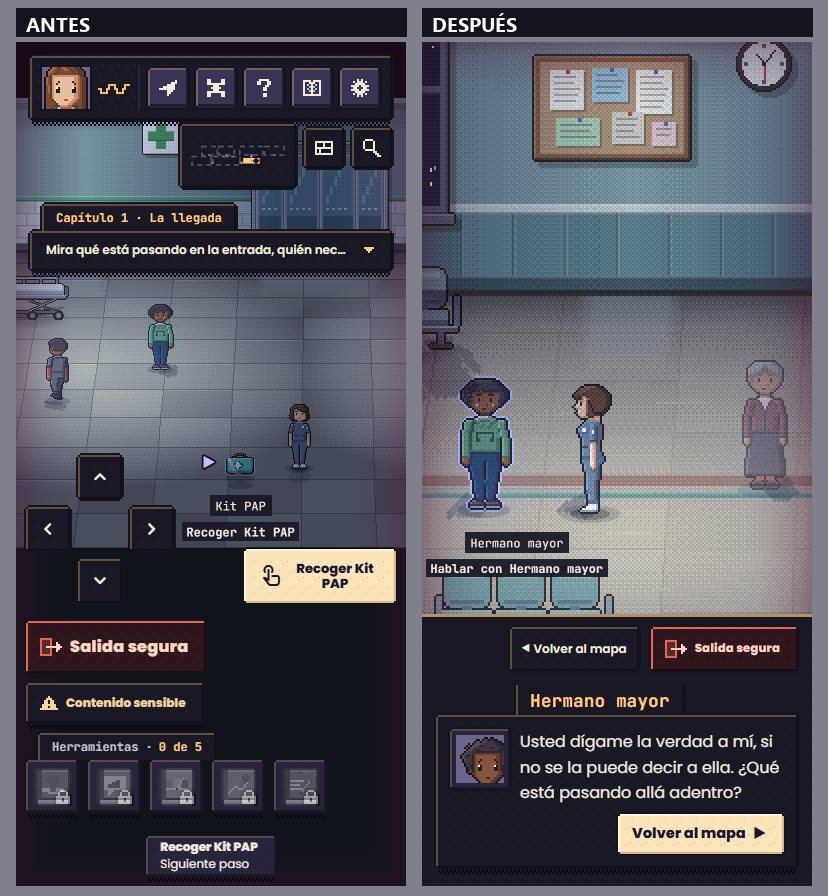 ANTES
Capítulo 1 · La llegada
Mira qué está pasando en la entrada, quién nec...
Kit PAP
Recoger Kit PAP
Recoger Kit
PAP
Salida segura
Contenido sensible
Herramientas · 0 de 5
Recoger Kit PAP
Siguiente paso
DESPUÉS
Hermano mayor
Hablar con Hermano mayor
Volver al mapa
Salida segura
Hermano mayor
Usted dígame la verdad a mí, si
no se la puede decir a ella. ¿Qué
está pasando allá adentro?
Volver al mapa